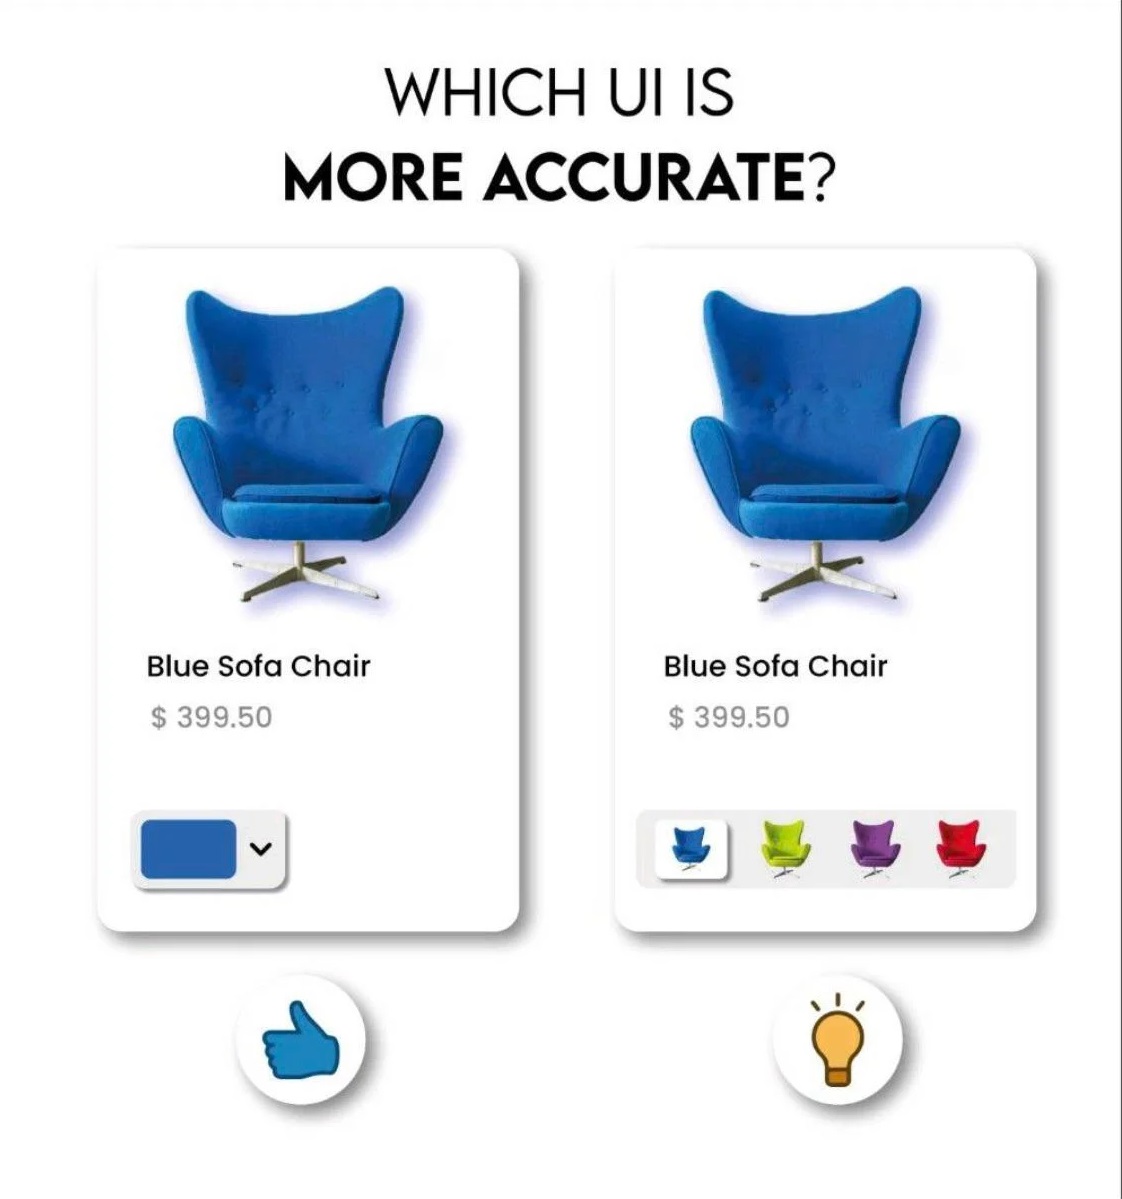 WHICH UI IS
MORE ACCURATE?
Blue Sofa Chair
$ 399.50
Blue Sofa Chair
$ 399.50